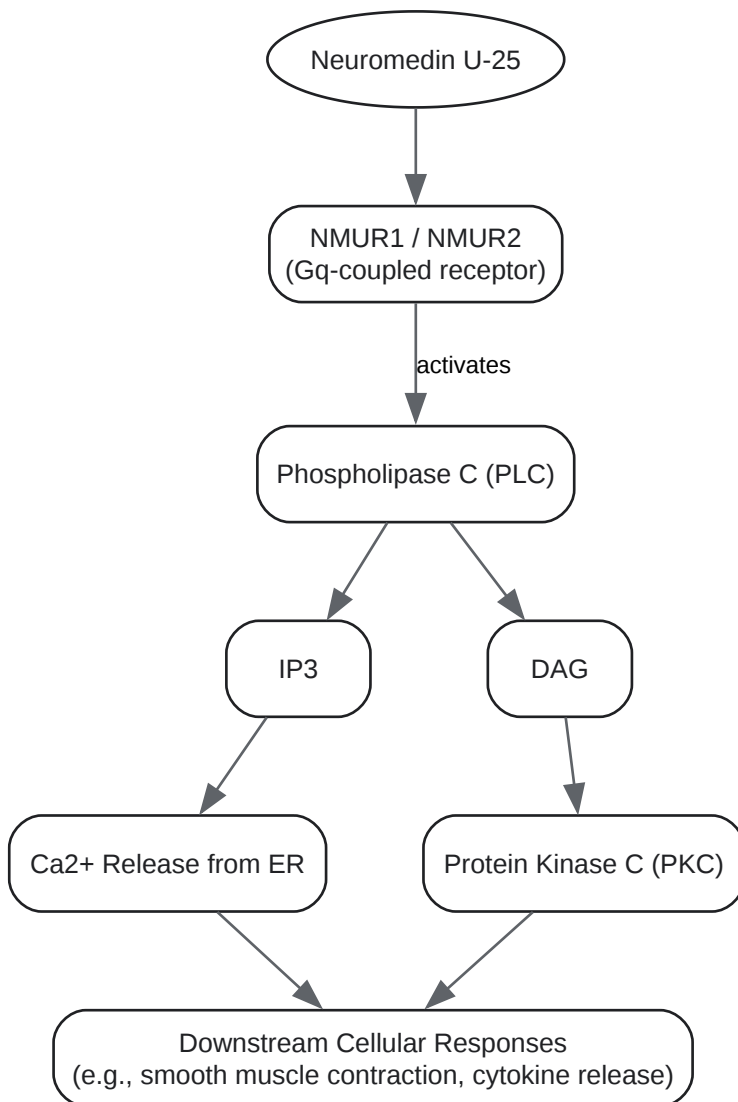 Neuromedin U-25
NMUR1 / NMUR2
(Gq-coupled receptor)
activates
Phospholipase C (PLC)
IP3
DAG
Ca2+ Release from ER
Protein Kinase C (PKC)
Downstream Cellular Responses
(e.g., smooth muscle contraction, cytokine release)